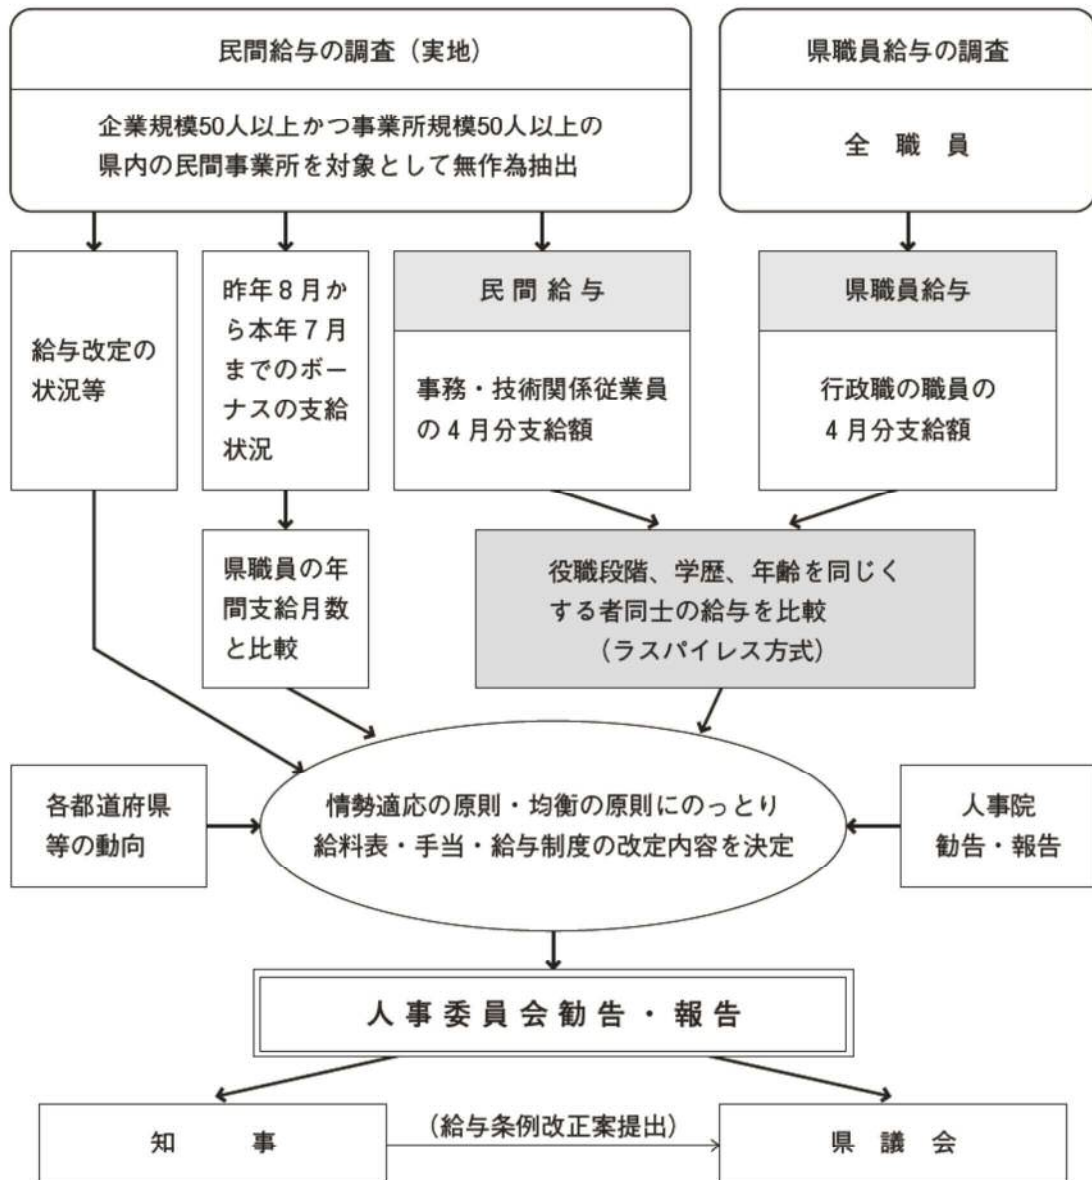 民間給与の調査（実地）
企業規模50人以上かつ事業所規模50人以上の
県内の民間事業所を対象として無作為抽出
県職員給与の調査
全　職　員
給与改定の
状況等
昨年８月か
ら本年７月
までのボー
ナスの支給
状況
民間給与
事務・技術関係従業員
の４月分支給額
県職員給与
行政職の職員の
４月分支給額
県職員の年
間支給月数
と比較
役職段階、学歴、年齢を同じく
する者同士の給与を比較
（ラスパイレス方式）
各都道府県
等の動向
情勢適応の原則・均衡の原則にのっとり
給料表・手当・給与制度の改定内容を決定
人事院
勧告・報告
人事委員会勧告・報告
知　　事
（給与条例改正案提出）
県　議　会